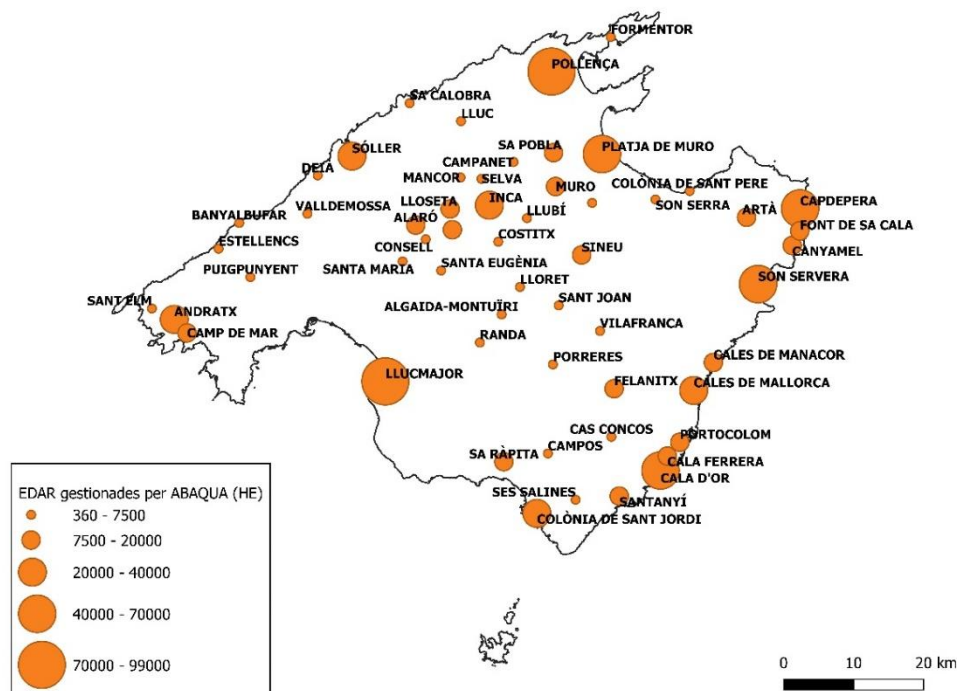 FORMENTOR
POLLENÇA
SA CALOBRA
LLUC
SÓLLER
SA POBLA
PLATJA DE MURO
CAMPANET
DEIÀ
MANCOR
SELVA
MURO
COLÒNIA DE SANT PERE
SON SERRA
CAPDEPERA
ARTÀ
FONT DE SA CALA
CANYAMEL
VALLDEMOSSA
LLOSETA
INCA
LLUBÍ
BANYALBUFAR
ALARÓ
ESTELLENCS
CONSELL
COSTITX
SINEU
PUIGPUNYENT
SANTA MARIA
SANTA EUGÈNIA
LLORET
SON SERVERA
SANT ELM
ANDRATX
CAMP DE MAR
ALGAIDA-MONTUÏRI
SANT JOAN
VILAFRANCA
RANDA
PORRERES
CALES DE MANACOR
LLUCMAJOR
FELANITX
CALES DE MALLORCA
CAS CONCOS
PORTOCOLOM
CAMPOS
SA RÀPITA
CALA FERRERA
CALA D'OR
SES SALINES
SANTANYÍ
COLÒNIA DE SANT JORDI
EDAR gestionades per ABAQUA (HE)
360 - 7500
7500 - 20000
20000 - 40000
40000 - 70000
70000 - 99000
0 10 20 km